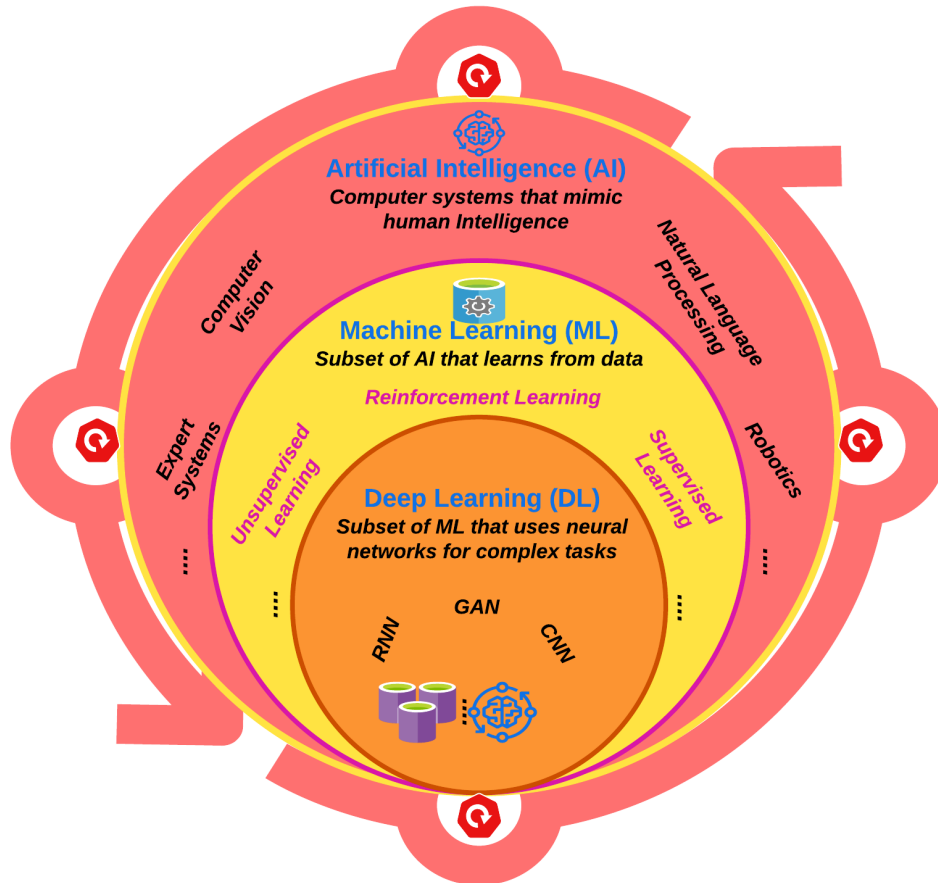 Artificial Intelligence (AI)
Computer systems that mimic
human Intelligence
Computer
Vision
Natural Language
Processing
Expert
Systems
....
Robotics
....
Machine Learning (ML)
Subset of AI that learns from data
Reinforcement Learning
Unsupervised
Learning
....
Supervised
Learning
....
Deep Learning (DL)
Subset of ML that uses neural
networks for complex tasks
RNN
GAN
CNN
....